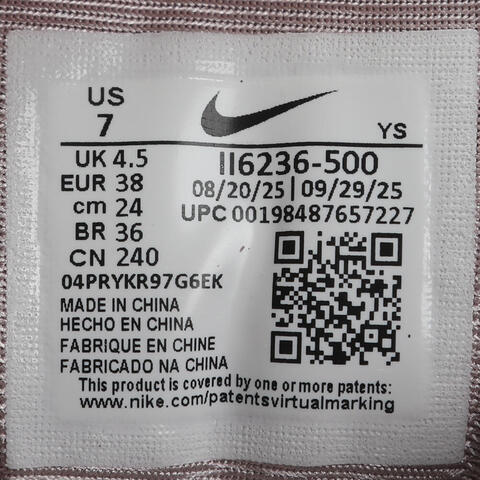 US
7
YS
UK 4.5
EUR 38
cm 24
BR 36
CN 240
II6236-500
08/20/25 | 09/29/25
UPC 00198487657227
04PRYKR97G6EK
MADE IN CHINA
HECHO EN CHINA
FABRIQUE EN CHINE
FABRICADO NA CHINA
This product is covered by one or more patents:
www.nike.com/patentsvirtualmarking